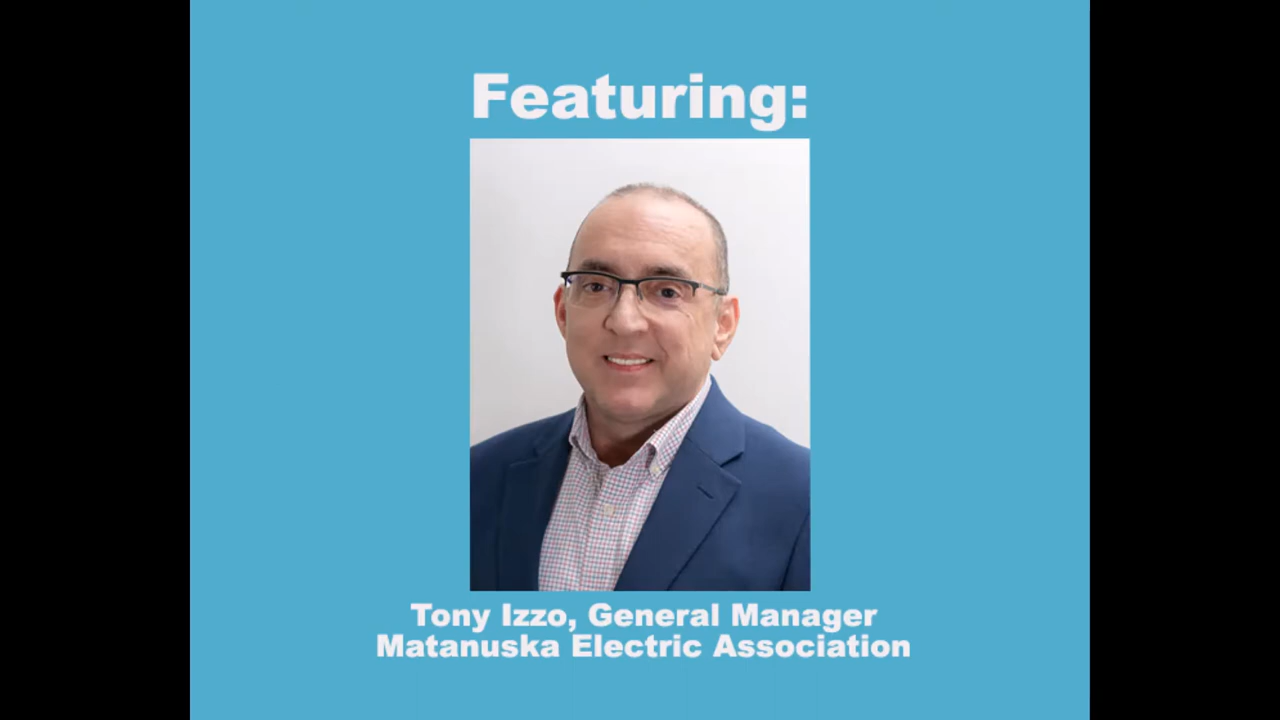 Featuring:
Tony Izzo, General Manager
Matanuska Electric Association